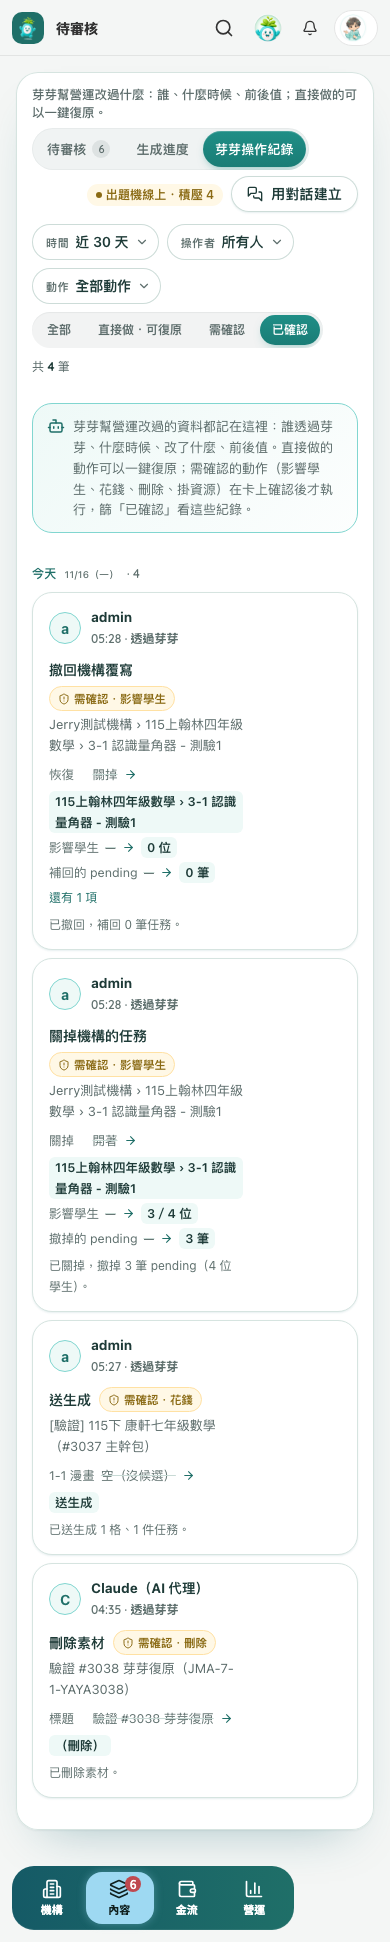 待審核
芽芽幫營運改過什麼：誰、什麼時候、前後值；直接做的可
以一鍵復原。
待審核 6 生成進度 芽芽操作紀錄
出題機線上 · 積壓 4 用對話建立
時間 近 30 天 操作者 所有人
動作 全部動作
全部 直接做 · 可復原 需確認 已確認
共 4 筆
芽芽幫營運改過的資料都記在這裡：誰透過芽
芽、什麼時候、改了什麼、前後值。直接做的
動作可以一鍵復原；需確認的動作（影響學
生、花錢、刪除、掛資源）在卡上確認後才執
行，篩「已確認」看這些紀錄。
今天 11/16（一） · 4
a admin
05:28 · 透過芽芽
撤回機構覆寫
需確認 · 影響學生
Jerry測試機構 › 115上翰林四年級
數學 › 3-1 認識量角器 - 測驗1
恢復 關掉 →
115上翰林四年級數學 › 3-1 認識
量角器 - 測驗1
影響學生 — → 0 位
補回的 pending — → 0 筆
還有 1 項
已撤回，補回 0 筆任務。
a admin
05:28 · 透過芽芽
關掉機構的任務
需確認 · 影響學生
Jerry測試機構 › 115上翰林四年級
數學 › 3-1 認識量角器 - 測驗1
關掉 開著 →
115上翰林四年級數學 › 3-1 認識
量角器 - 測驗1
影響學生 — → 3 / 4 位
撤掉的 pending — → 3 筆
已關掉，撤掉 3 筆 pending（4 位
學生）。
a admin
05:27 · 透過芽芽
送生成 需確認 · 花錢
[驗證] 115下 康軒七年級數學
（#3037 主幹包）
1-1 漫畫 空（沒候選） →
送生成
已送生成 1 格、1 件任務。
C Claude（AI 代理）
04:35 · 透過芽芽
刪除素材 需確認 · 刪除
驗證 #3038 芽芽復原（JMA-7-
1-YAYA3038）
標題 驗證 #3038 芽芽復原 →
（刪除）
已刪除素材。
6
機構 內容 金流 營運